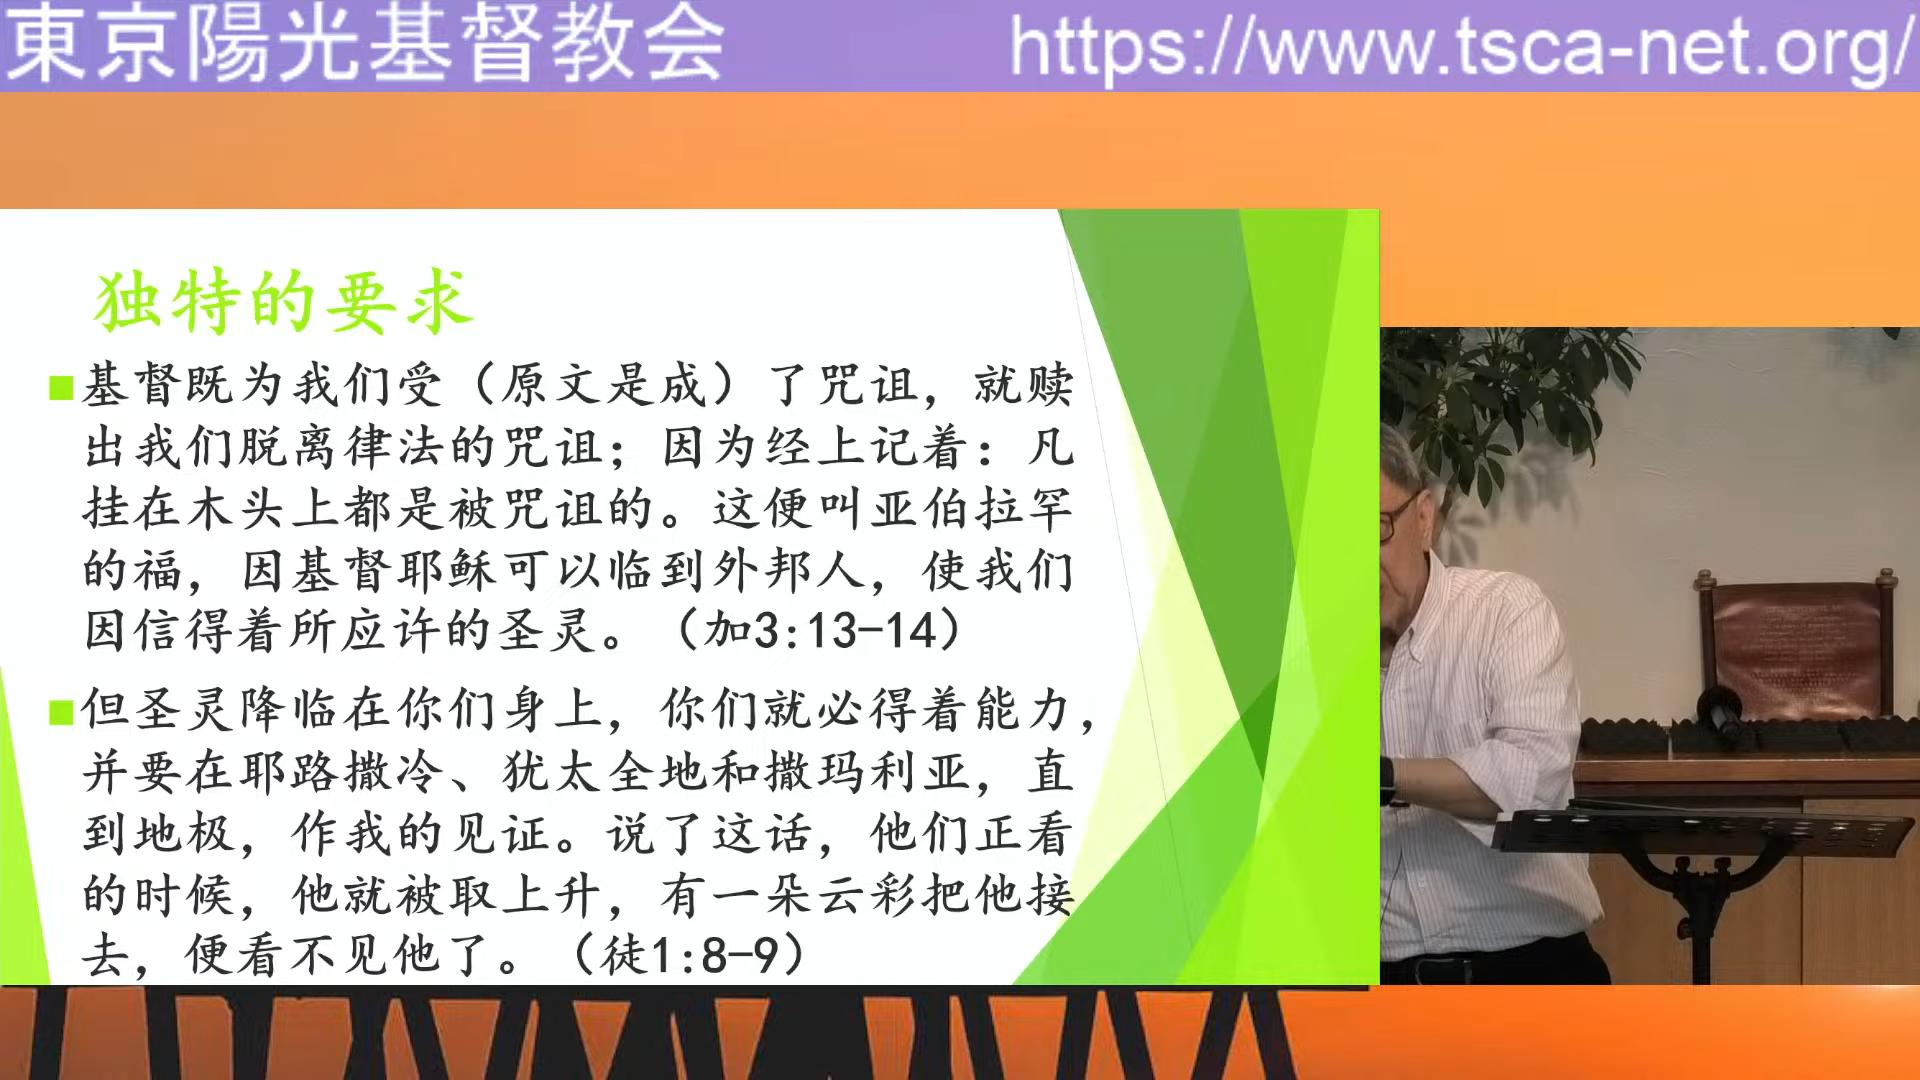 東京陽光基督教会
https://www.tsca-net.org/
独特的要求
基督既为我们受（原文是成）了咒诅，就赎
出我们脱离律法的咒诅；因为经上记着：凡
挂在木头上都是被咒诅的。这便叫亚伯拉罕
的福，因基督耶稣可以临到外邦人，使我们
因信得着所应许的圣灵。（加3:13-14）
但圣灵降临在你们身上，你们就必得着能力，
并要在耶路撒冷、犹太全地和撒玛利亚，直
到地极，作我的见证。说了这话，他们正看
的时候，他就被取上升，有一朵云彩把他接
去，便看不见他了。（徒1:8-9）